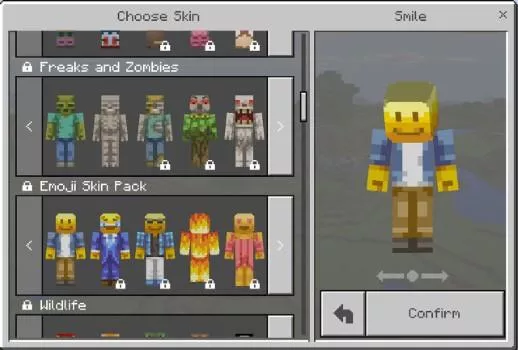 Choose Skin
Smile
Freaks and Zombies
Emoji Skin Pack
Wildlife
Confirm